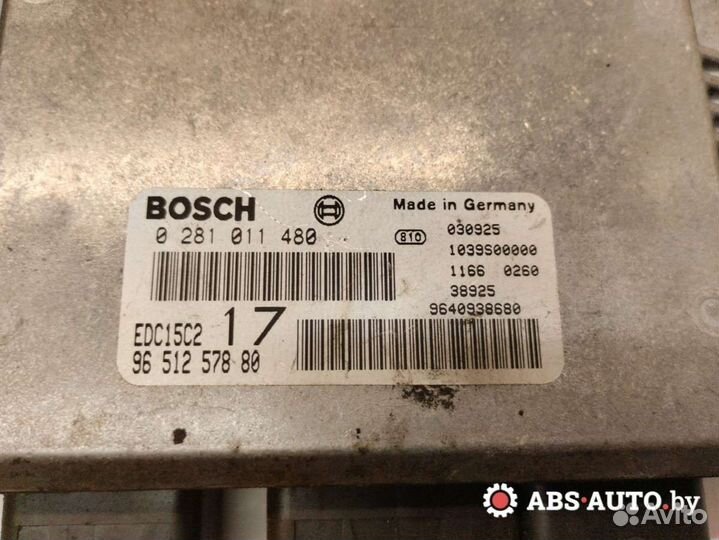 BOSCH
Made in Germany
0 281 011 480
810
030925
1039S00000
1166 0260
38925
9640938680
EDC15C2 17
96 512 578 80
ABS-AUTO.by
Avito